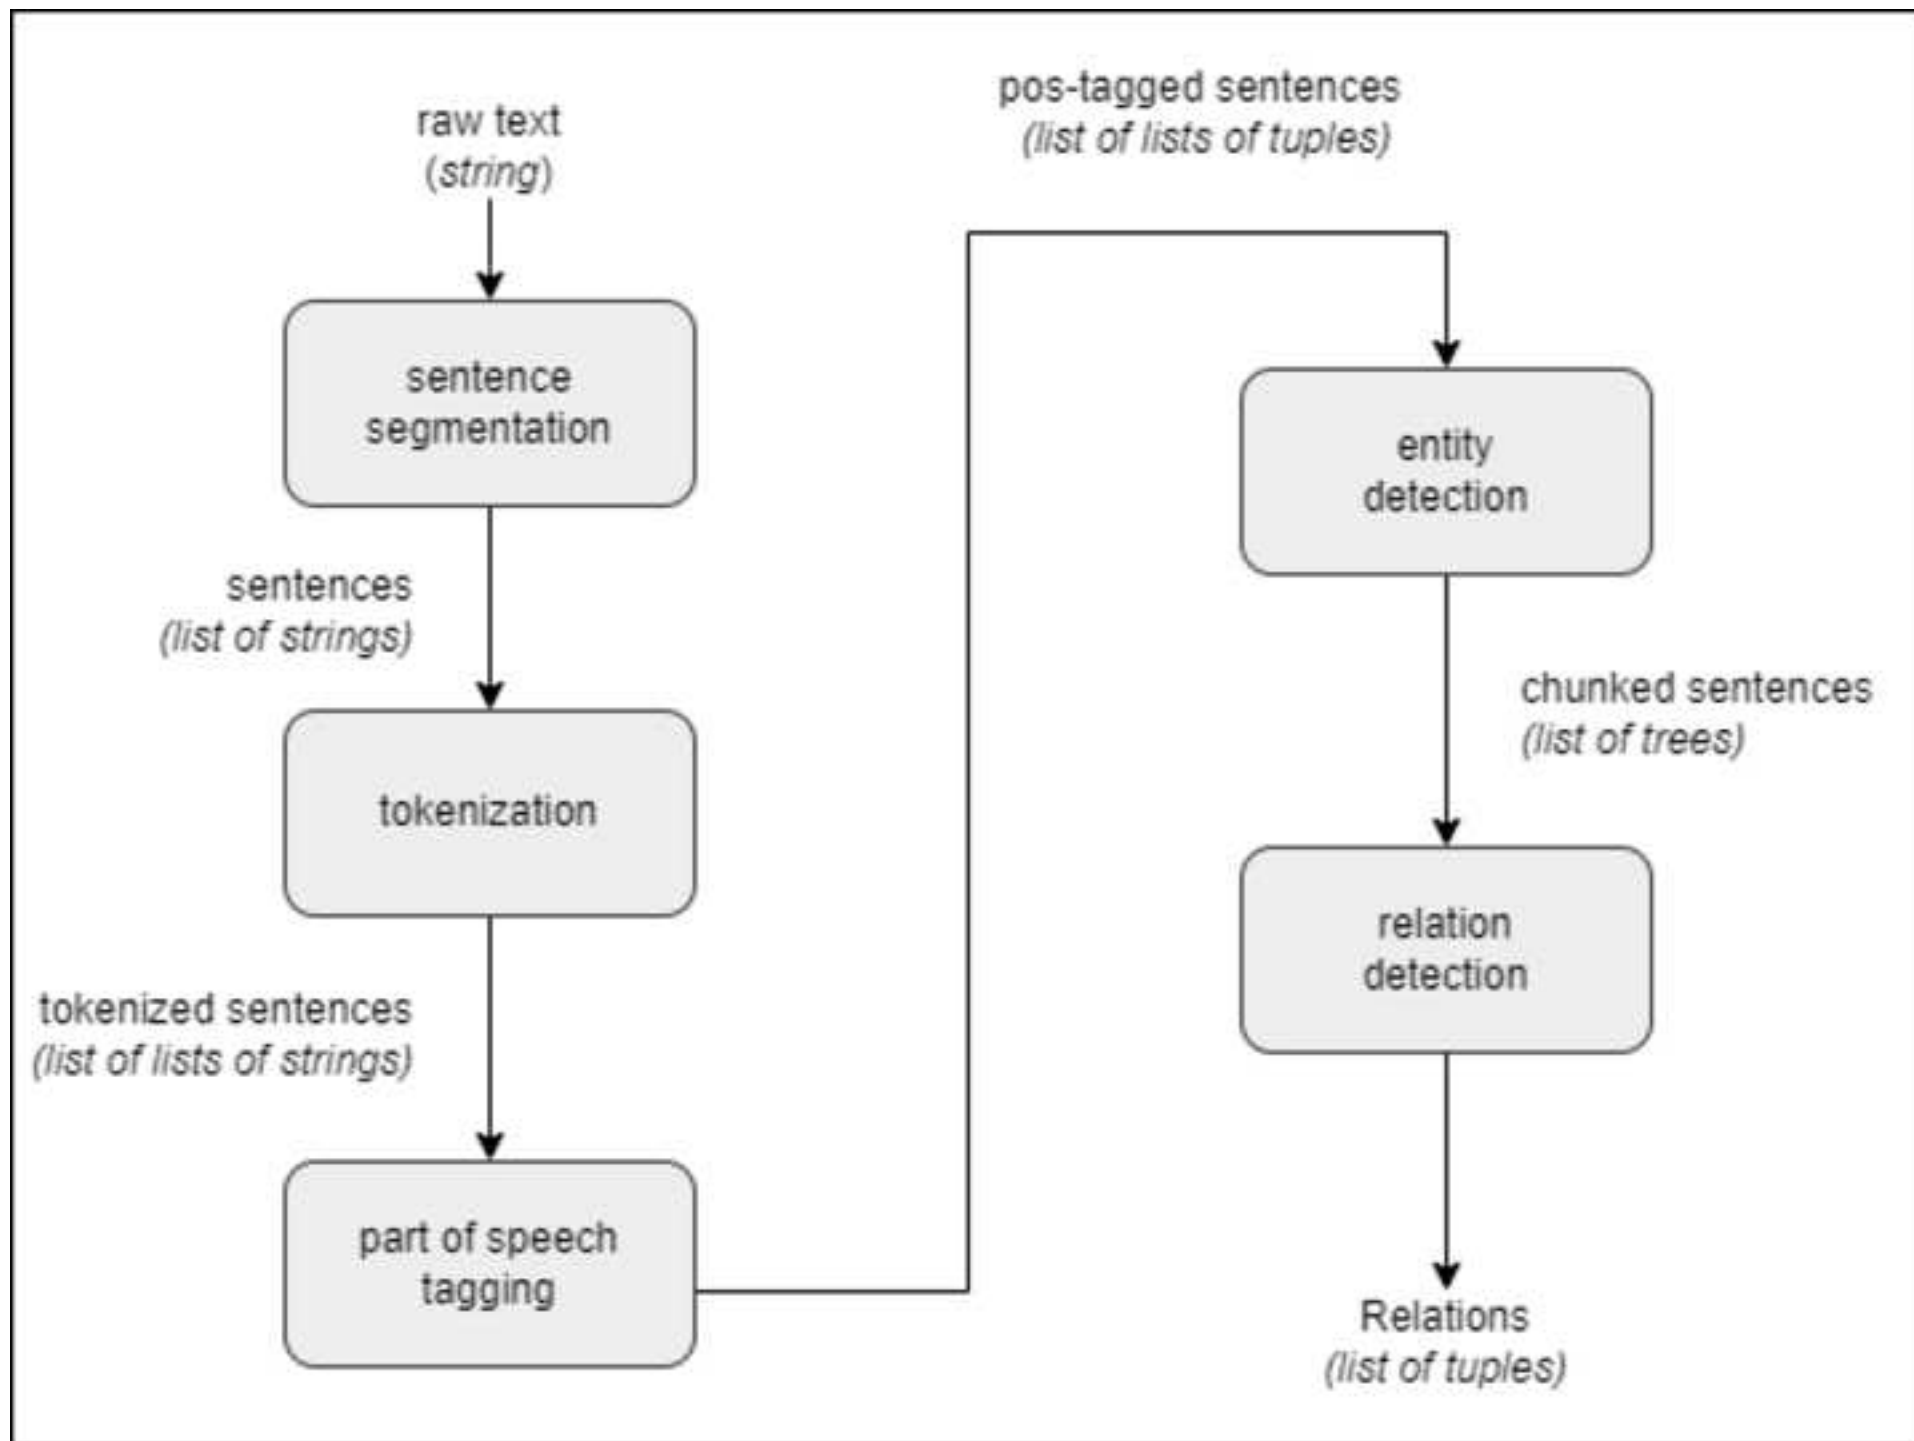 raw text
(string)
sentence
segmentation
sentences
(list of strings)
tokenization
tokenized sentences
(list of lists of strings)
part of speech
tagging
pos-tagged sentences
(list of lists of tuples)
entity
detection
chunked sentences
(list of trees)
relation
detection
Relations
(list of tuples)